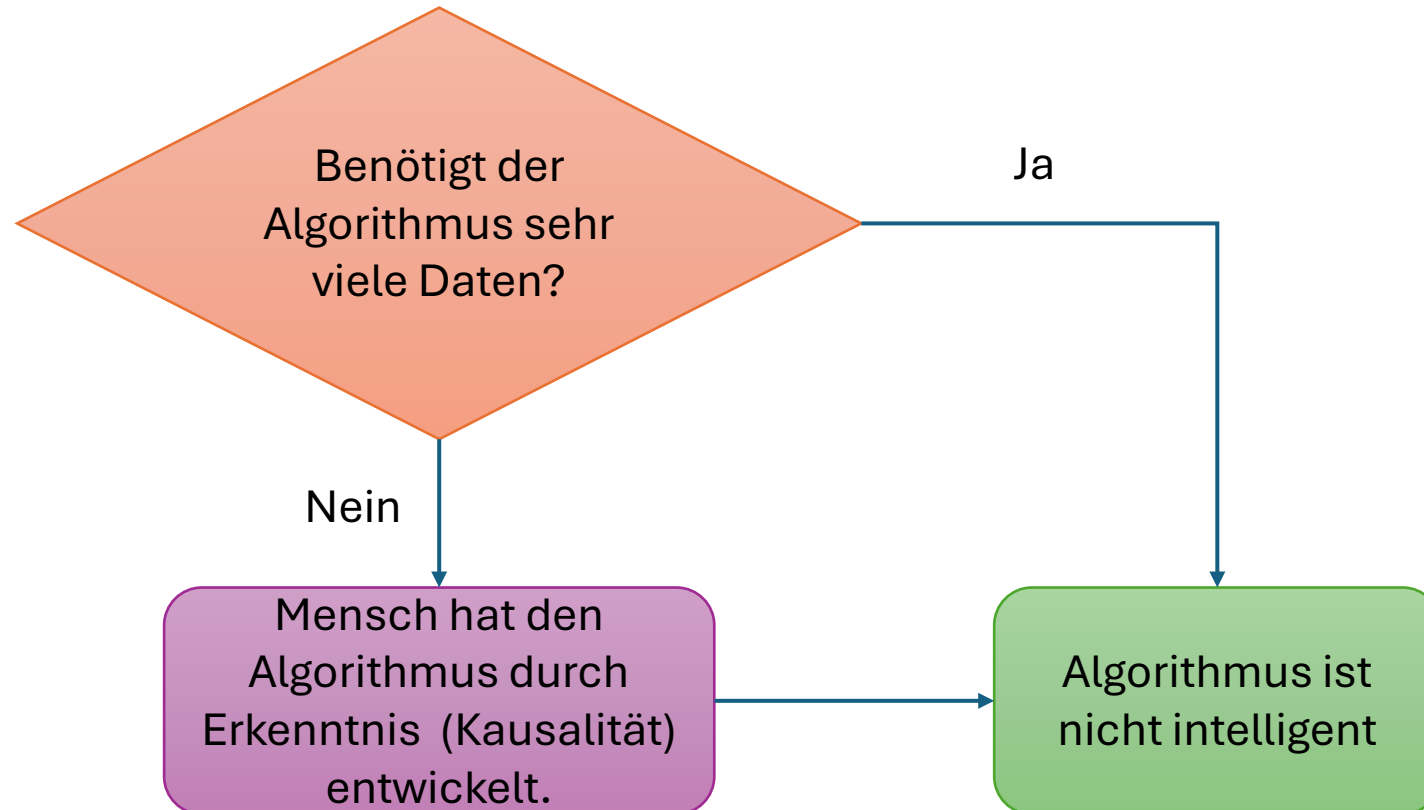 Benötigt der
Algorithmus sehr
viele Daten?
Ja
Nein
Mensch hat den
Algorithmus durch
Erkenntnis  (Kausalität)
entwickelt.
Algorithmus ist
nicht intelligent